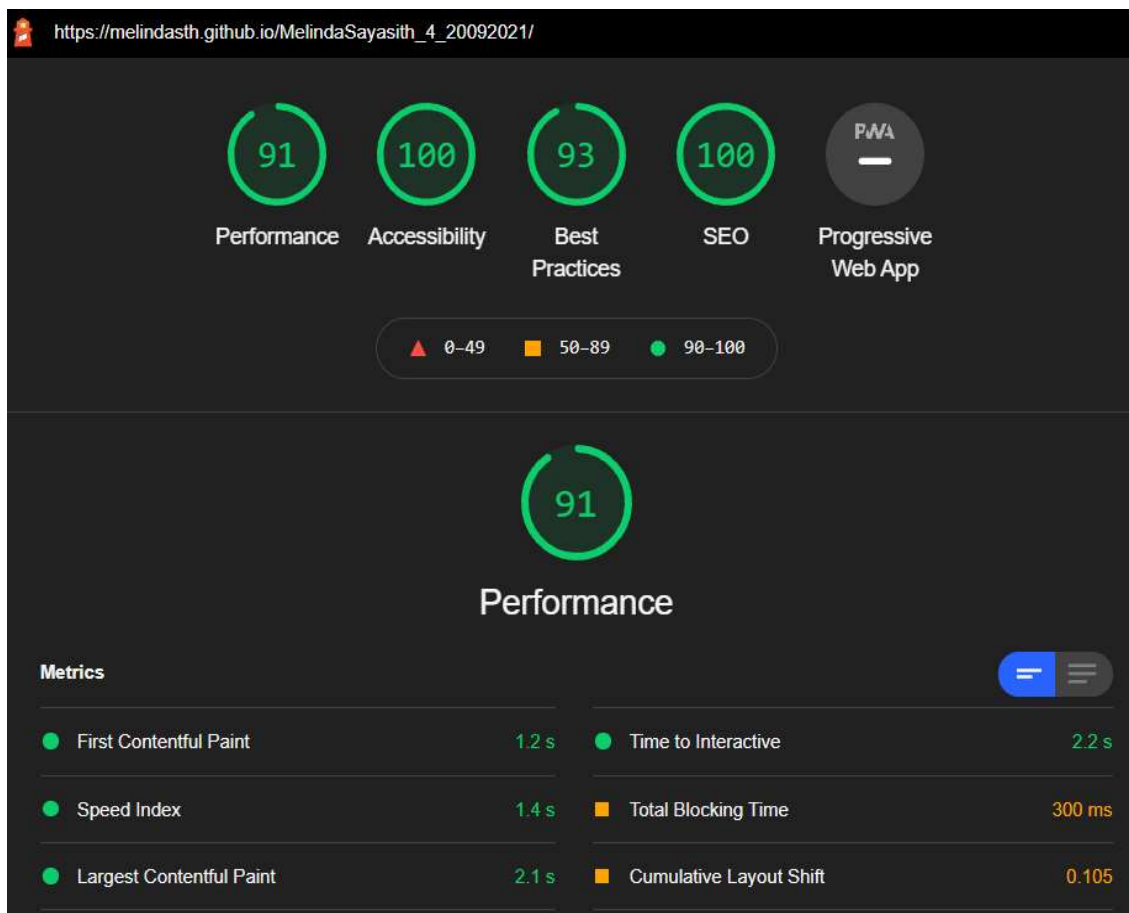 https://melindasth.github.io/MelindaSayasith_4_20092021/
91 100 93 100 PWA
Performance Accessibility Best Practices SEO Progressive Web App
0–49 50–89 90–100
91
Performance
Metrics
First Contentful Paint 1.2 s
Time to Interactive 2.2 s
Speed Index 1.4 s
Total Blocking Time 300 ms
Largest Contentful Paint 2.1 s
Cumulative Layout Shift 0.105